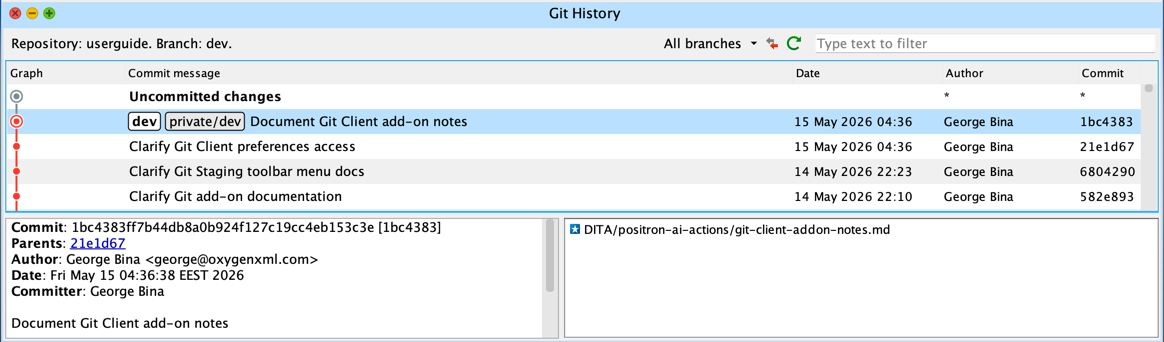 Git History
Repository: userguide. Branch: dev.
All branches
Type text to filter
Graph Commit message Date Author Commit
Uncommitted changes * *
dev private/dev Document Git Client add-on notes 15 May 2026 04:36 George Bina 1bc4383
Clarify Git Client preferences access 15 May 2026 04:36 George Bina 21e1d67
Clarify Git Staging toolbar menu docs 14 May 2026 22:23 George Bina 6804290
Clarify Git add-on documentation 14 May 2026 22:10 George Bina 582e893
Commit: 1bc4383ff7b44db8a0b924f127c19cc4eb153c3e [1bc4383]
Parents: 21e1d67
Author: George Bina <george@oxygenxml.com>
Date: Fri May 15 04:36:38 EEST 2026
Committer: George Bina
Document Git Client add-on notes
DITA/positron-ai-actions/git-client-addon-notes.md